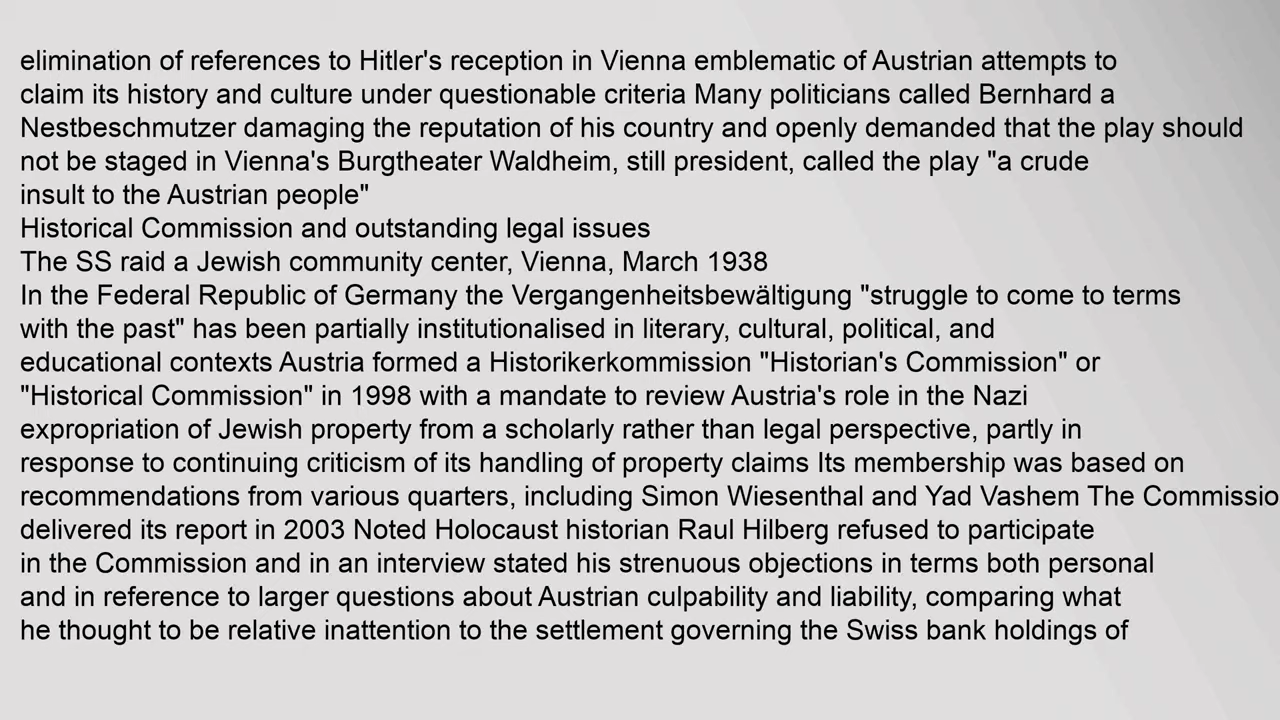 elimination of references to Hitler's reception in Vienna emblematic of Austrian attempts to
claim its history and culture under questionable criteria Many politicians called Bernhard a
Nestbeschmutzer damaging the reputation of his country and openly demanded that the play should
not be staged in Vienna's Burgtheater Waldheim, still president, called the play "a crude
insult to the Austrian people"
Historical Commission and outstanding legal issues
The SS raid a Jewish community center, Vienna, March 1938
In the Federal Republic of Germany the Vergangenheitsbewältigung "struggle to come to terms
with the past" has been partially institutionalised in literary, cultural, political, and
educational contexts Austria formed a Historikerkommission "Historian's Commission" or
"Historical Commission" in 1998 with a mandate to review Austria's role in the Nazi
expropriation of Jewish property from a scholarly rather than legal perspective, partly in
response to continuing criticism of its handling of property claims Its membership was based on
recommendations from various quarters, including Simon Wiesenthal and Yad Vashem The Commissio
delivered its report in 2003 Noted Holocaust historian Raul Hilberg refused to participate
in the Commission and in an interview stated his strenuous objections in terms both personal
and in reference to larger questions about Austrian culpability and liability, comparing what
he thought to be relative inattention to the settlement governing the Swiss bank holdings of